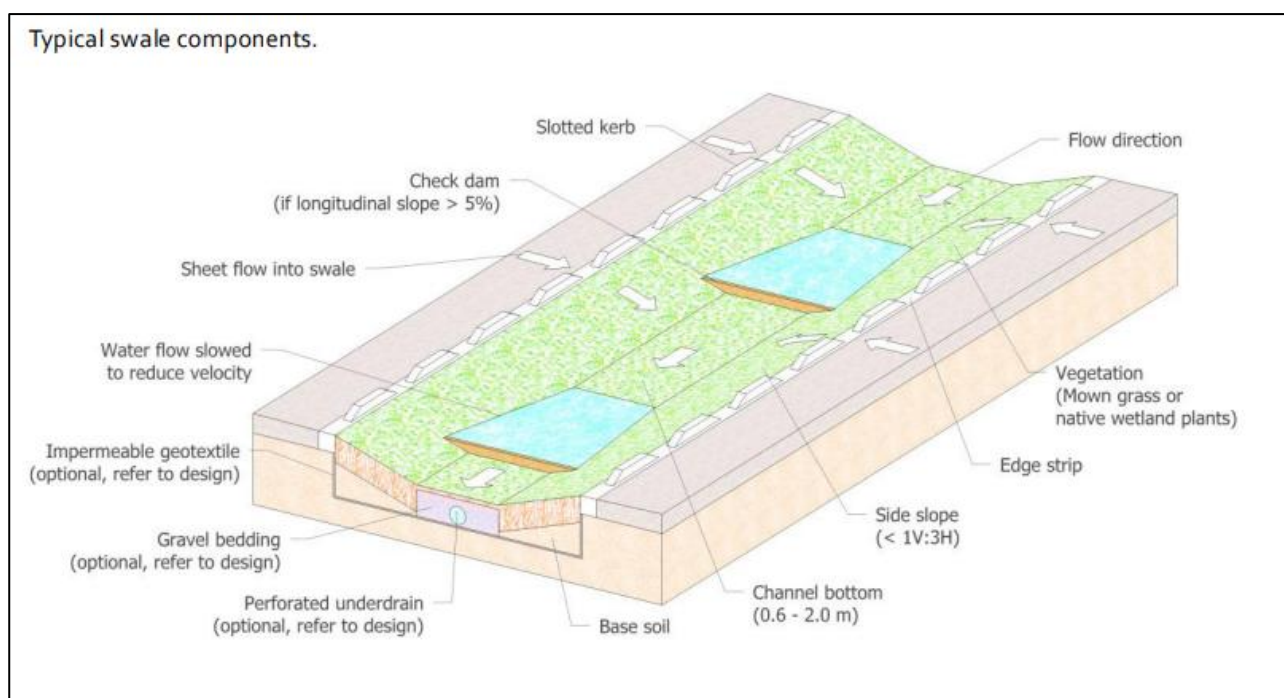 Typical swale components.
Slotted kerb
Flow direction
Check dam
(if longitudinal slope > 5%)
Sheet flow into swale
Water flow slowed
to reduce velocity
Vegetation
(Mown grass or
native wetland plants)
Impermeable geotextile
(optional, refer to design)
Edge strip
Side slope
(< 1V:3H)
Gravel bedding
(optional, refer to design)
Channel bottom
(0.6 - 2.0 m)
Perforated underdrain
(optional, refer to design)
Base soil